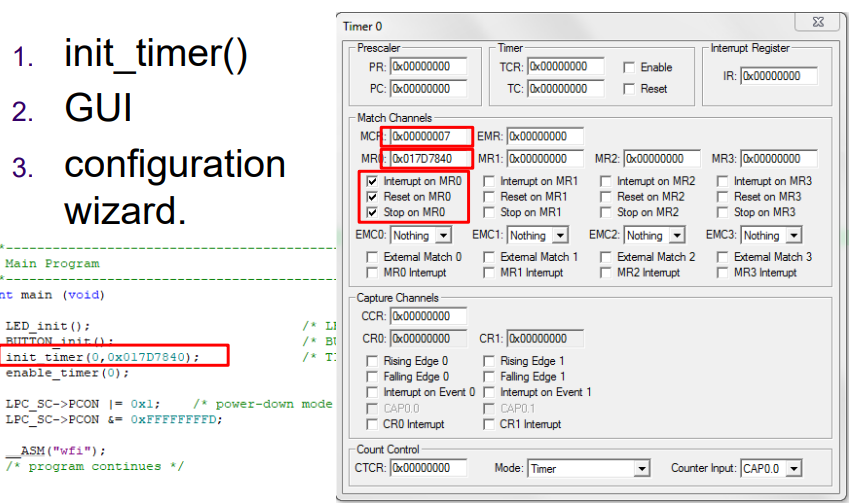 1. init_timer()
2. GUI
3. configuration
wizard.
*----------------------------------------
Main Program
*----------------------------------------
nt main (void)
LED_init(); /* L
BUTTON_init(); /* B
init_timer(0,0x017D7840); /* T
enable_timer(0);
LPC_SC->PCON |= 0x1; /* power-down mode
LPC_SC->PCON &= 0xFFFFFFFFD;
__ASM("wfi");
/* program continues */
Timer 0
Prescaler
PR: 0x00000000
PC: 0x00000000
Timer
TCR: 0x00000000 Enable
TC: 0x00000000 Reset
Interrupt Register
IR: 0x00000000
Match Channels
MCR: 0x00000007 EMR: 0x00000000
MR0: 0x017D7840 MR1: 0x00000000 MR2: 0x00000000 MR3: 0x00000000
Interrupt on MR0 Interrupt on MR1 Interrupt on MR2 Interrupt on MR3
Reset on MR0 Reset on MR1 Reset on MR2 Reset on MR3
Stop on MR0 Stop on MR1 Stop on MR2 Stop on MR3
EMC0: Nothing EMC1: Nothing EMC2: Nothing EMC3: Nothing
External Match 0 External Match 1 External Match 2 External Match 3
MR0 Interrupt MR1 Interrupt MR2 Interrupt MR3 Interrupt
Capture Channels
CCR: 0x00000000
CR0: 0x00000000 CR1: 0x00000000
Rising Edge 0 Rising Edge 1
Falling Edge 0 Falling Edge 1
Interrupt on Event 0 Interrupt on Event 1
CAP0.0 CAP0.1
CR0 Interrupt CR1 Interrupt
Count Control
CTCR: 0x00000000 Mode: Timer Counter Input: CAP0.0